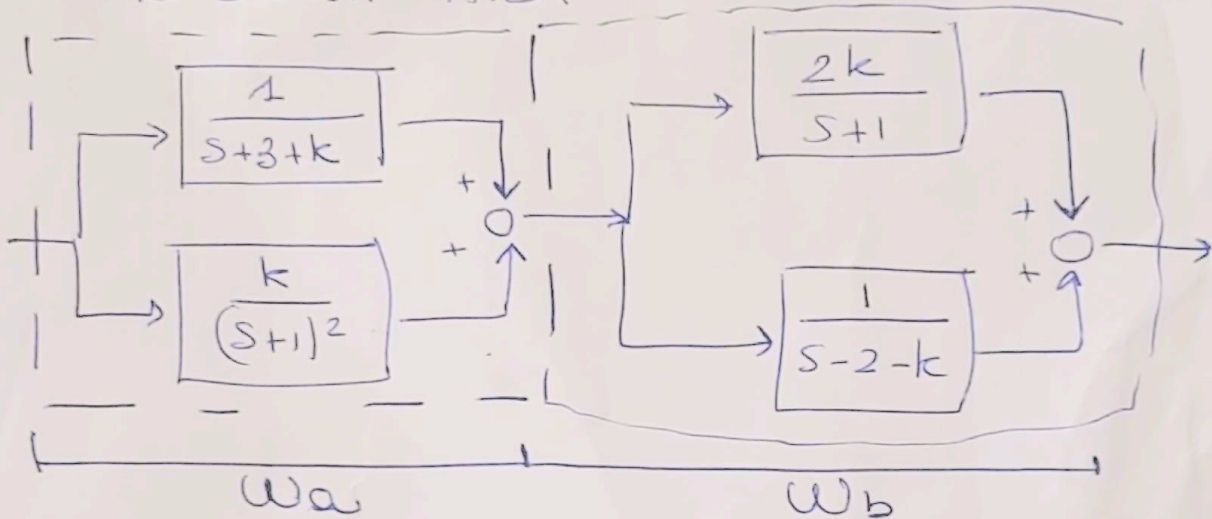 1
s+3+k
k
(s+1)²
+
+
2k
s+1
1
s-2-k
+
+
Wa
Wb